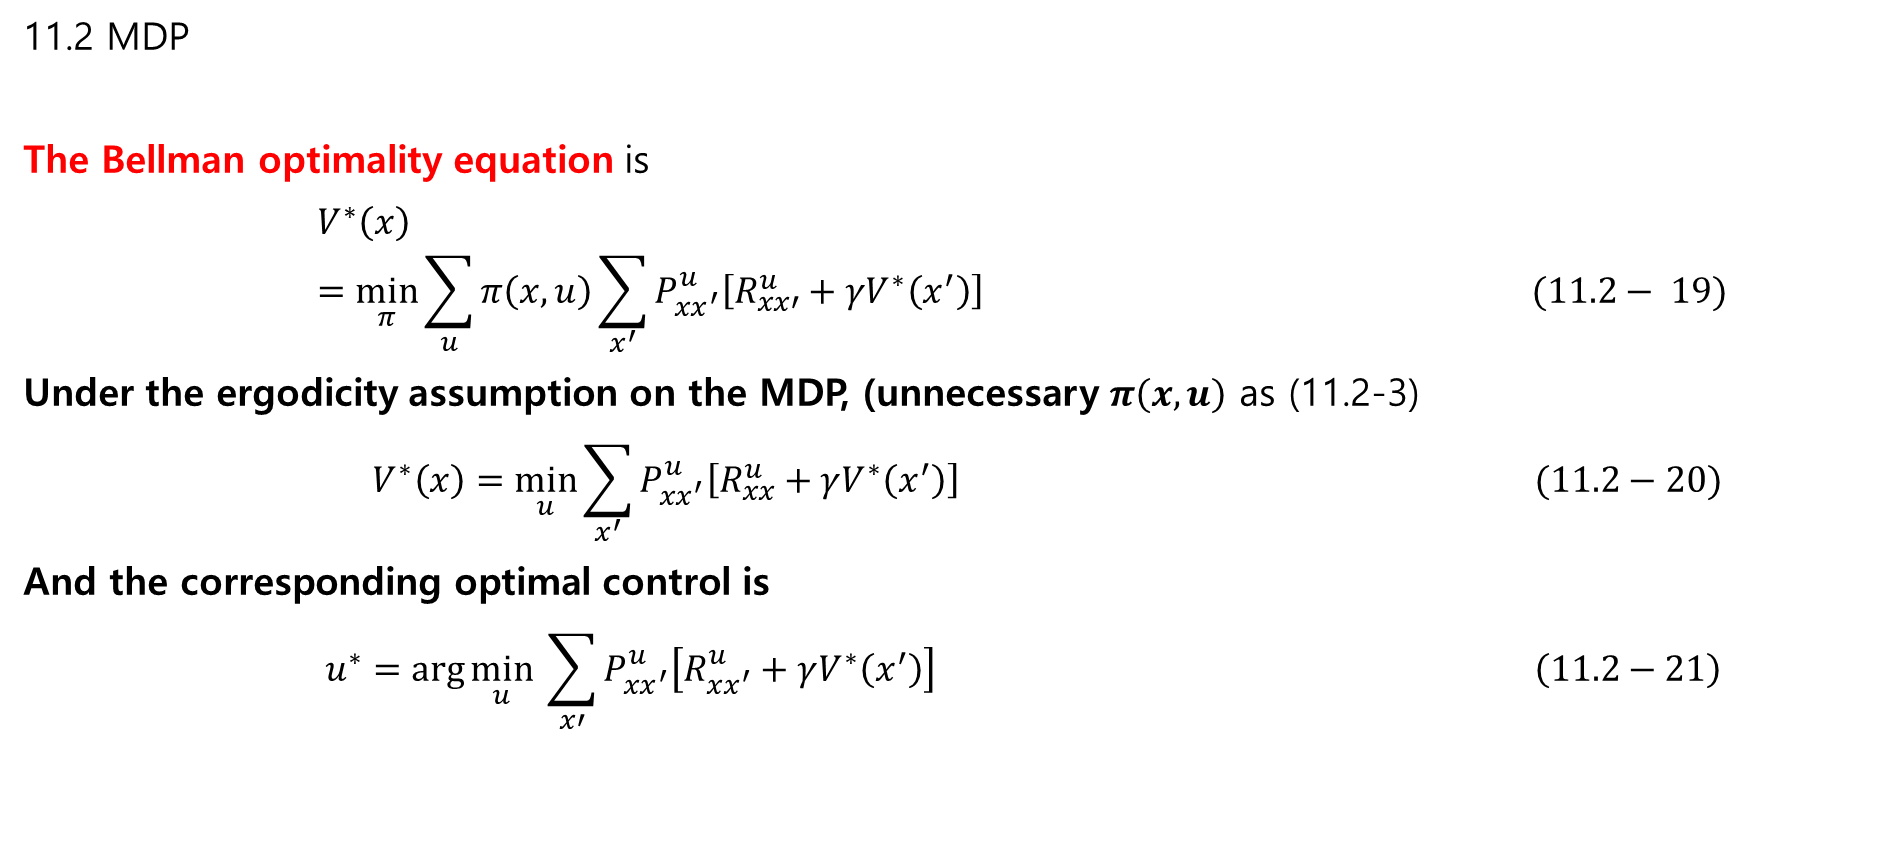 11.2 MDP
The Bellman optimality equation is
V*(x)
= min_π ∑_u π(x, u) ∑_{x′} P^u_{xx′}[R^u_{xx′} + γV*(x′)] (11.2 − 19)
Under the ergodicity assumption on the MDP, (unnecessary π(x, u) as (11.2-3)
V*(x) = min_u ∑_{x′} P^u_{xx′}[R^u_{xx} + γV*(x′)] (11.2 − 20)
And the corresponding optimal control is
u* = arg min_u ∑_{x′} P^u_{xx′}[R^u_{xx′} + γV*(x′)] (11.2 − 21)